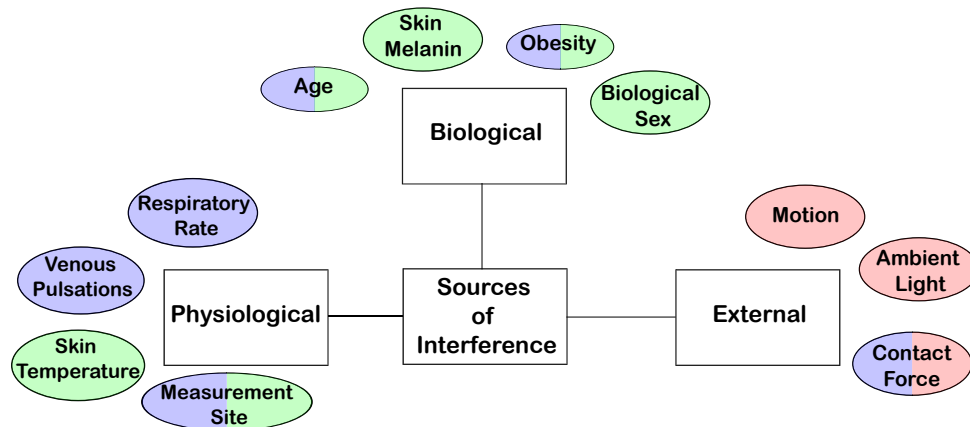 Skin
Melanin
Obesity
Age
Biological
Sex
Biological
Respiratory
Rate
Motion
Venous
Pulsations
Ambient
Light
Physiological
Sources
of
Interference
External
Skin
Temperature
Contact
Force
Measurement
Site